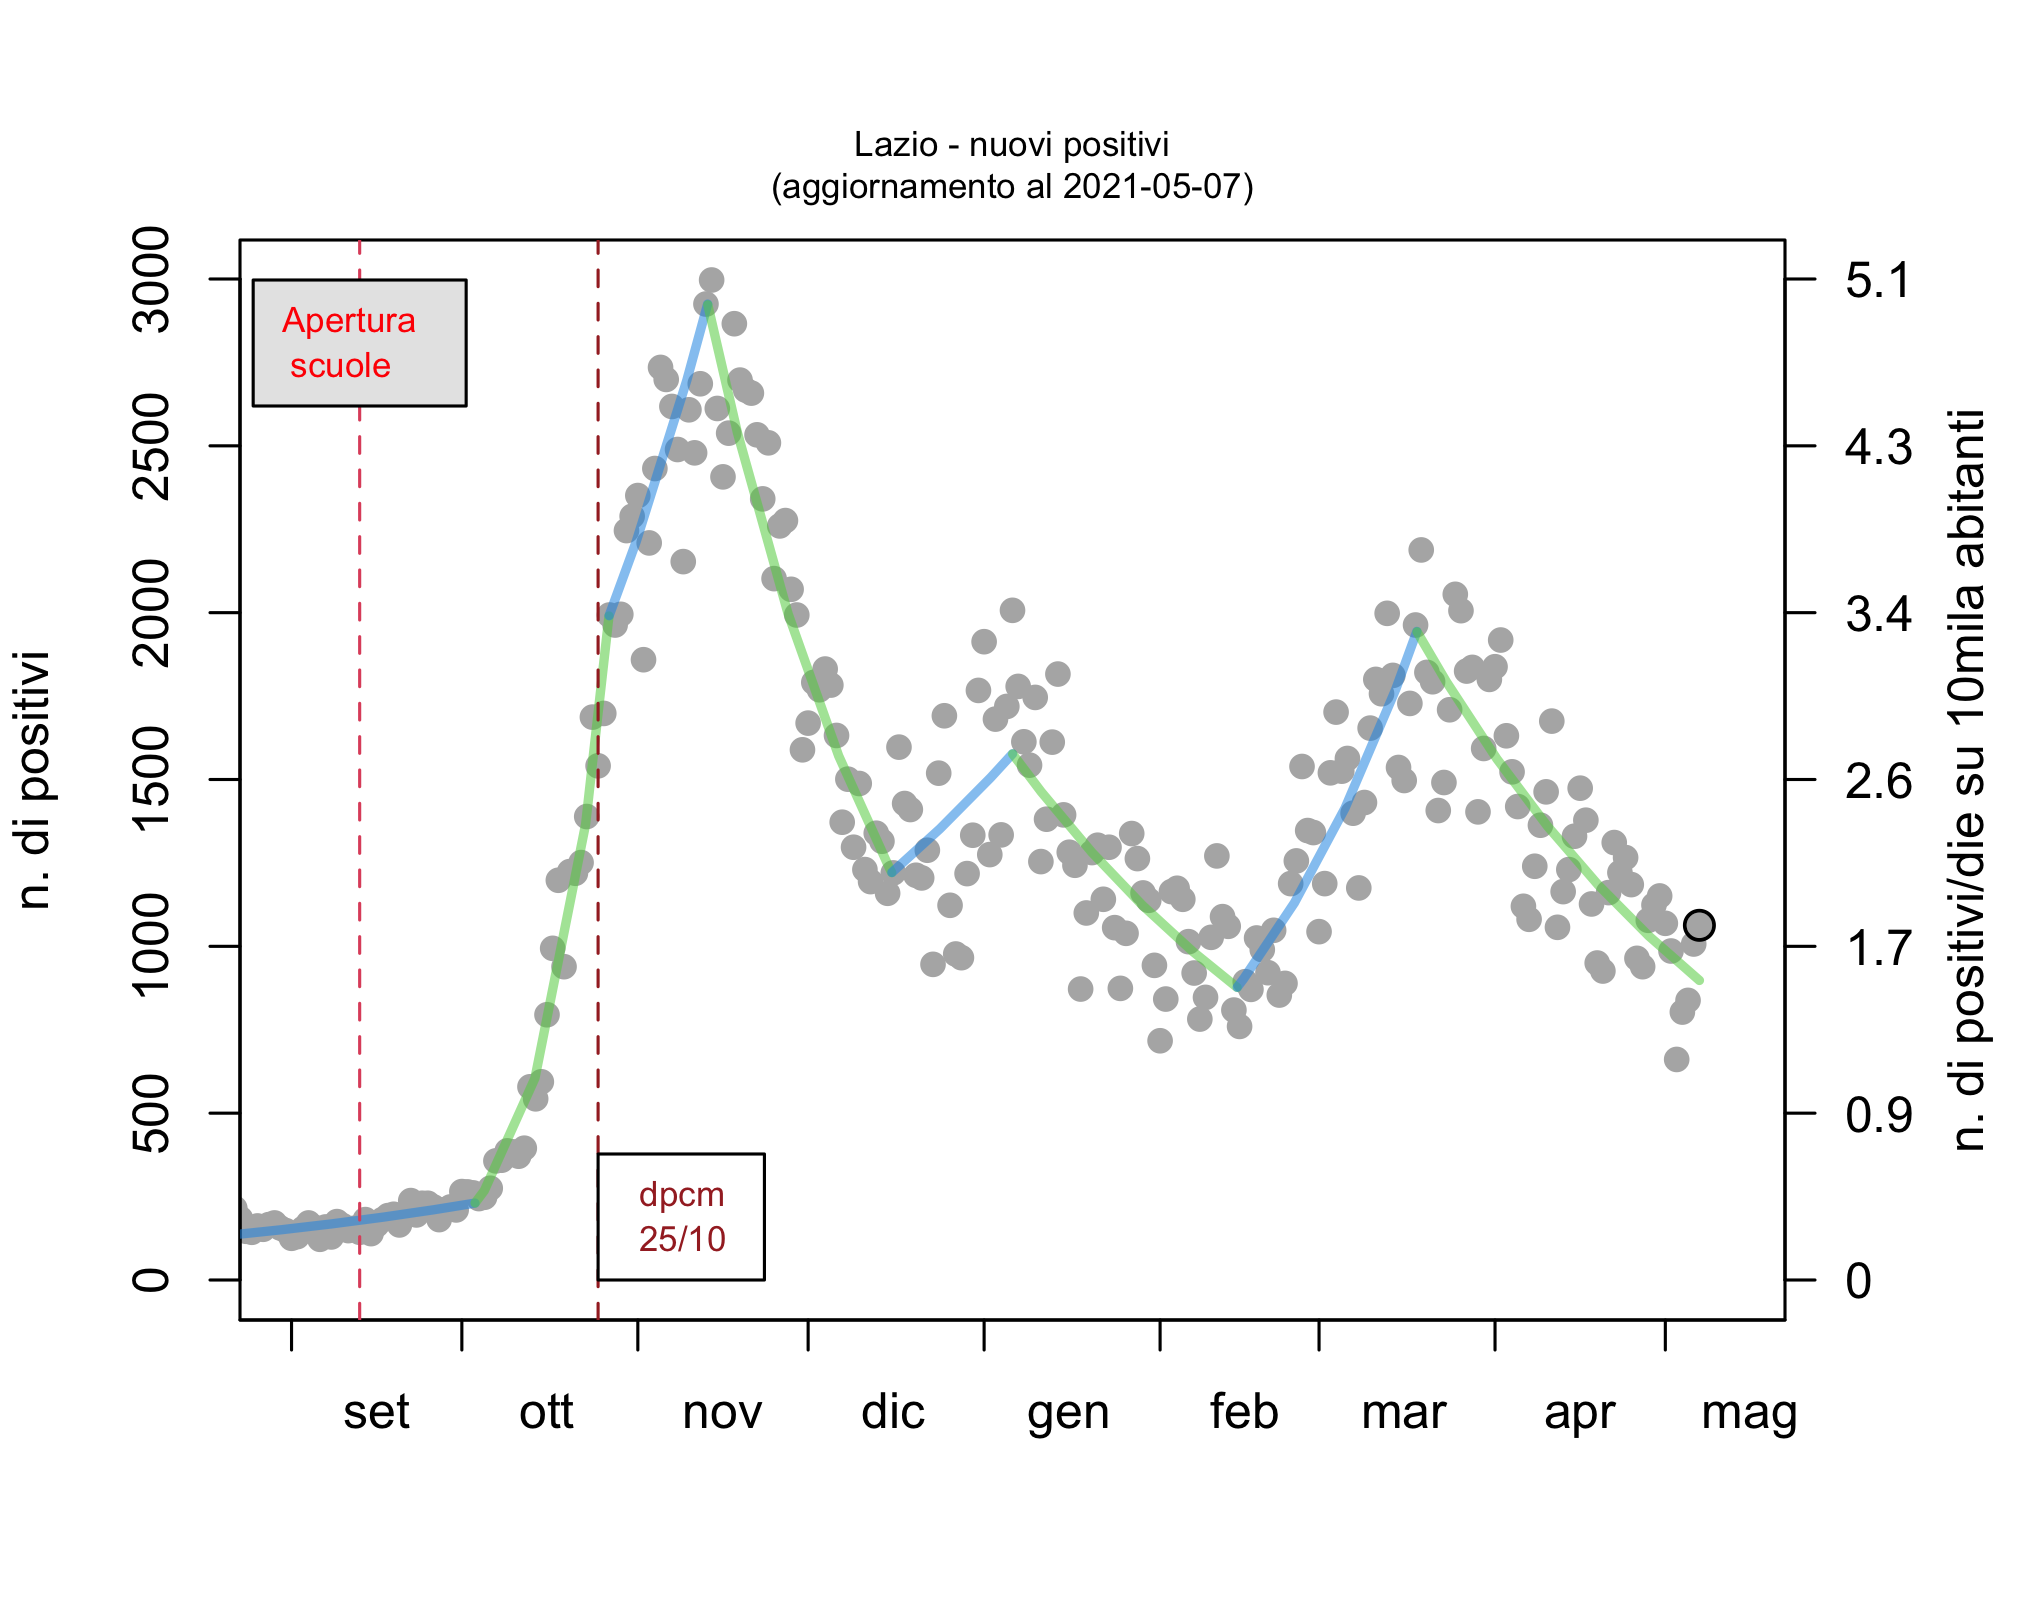 Lazio - nuovi positivi
(aggiornamento al 2021-05-07)
n. di positivi
3000
2500
2000
1500
1000
500
0
Apertura
scuole
dpcm
25/10
5.1
4.3
3.4
2.6
1.7
0.9
0
n. di positivi/die su 10mila abitanti
set ott nov dic gen feb mar apr mag